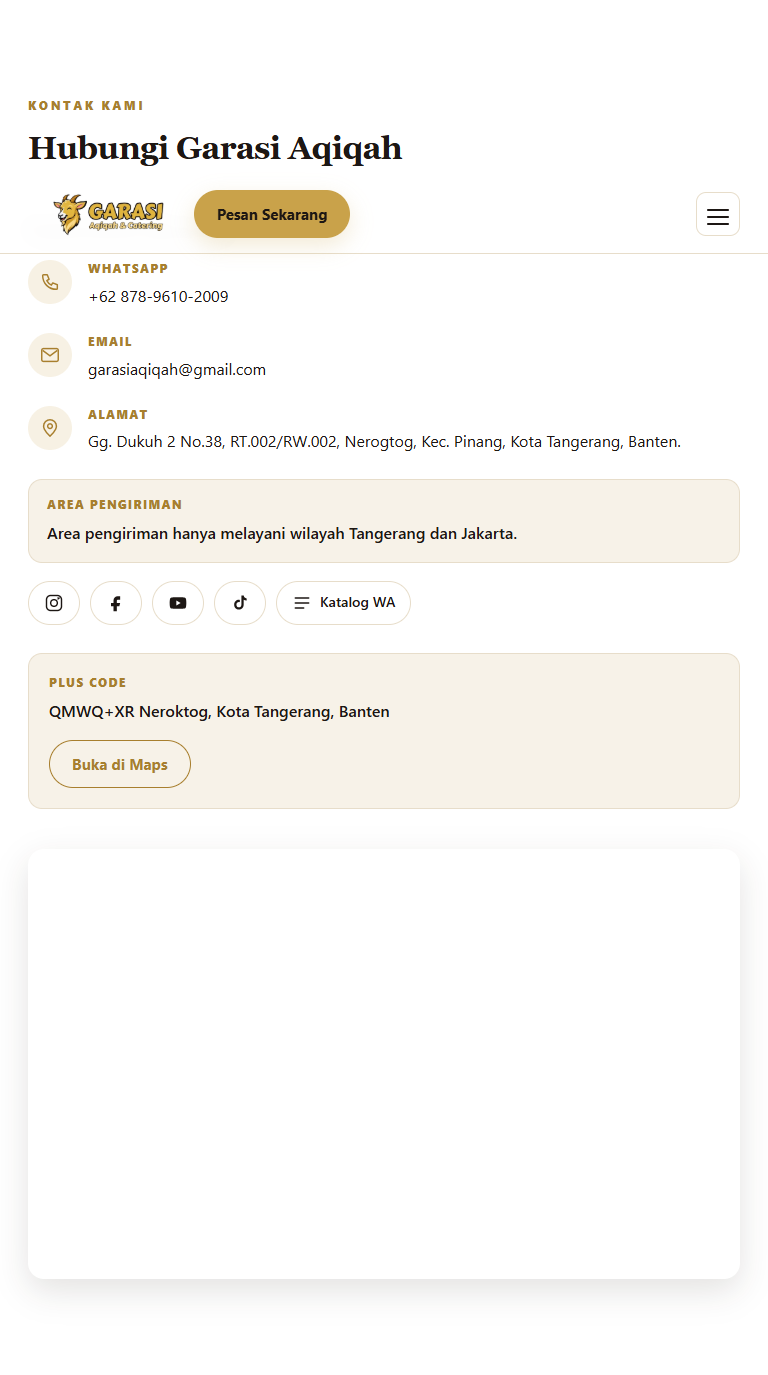 KONTAK KAMI
Hubungi Garasi Aqiqah
GARASI
Aqiqah & Catering
Pesan Sekarang
WHATSAPP
+62 878-9610-2009
EMAIL
garasiaqiqah@gmail.com
ALAMAT
Gg. Dukuh 2 No.38, RT.002/RW.002, Nerogtog, Kec. Pinang, Kota Tangerang, Banten.
AREA PENGIRIMAN
Area pengiriman hanya melayani wilayah Tangerang dan Jakarta.
Katalog WA
PLUS CODE
QMWQ+XR Neroktog, Kota Tangerang, Banten
Buka di Maps